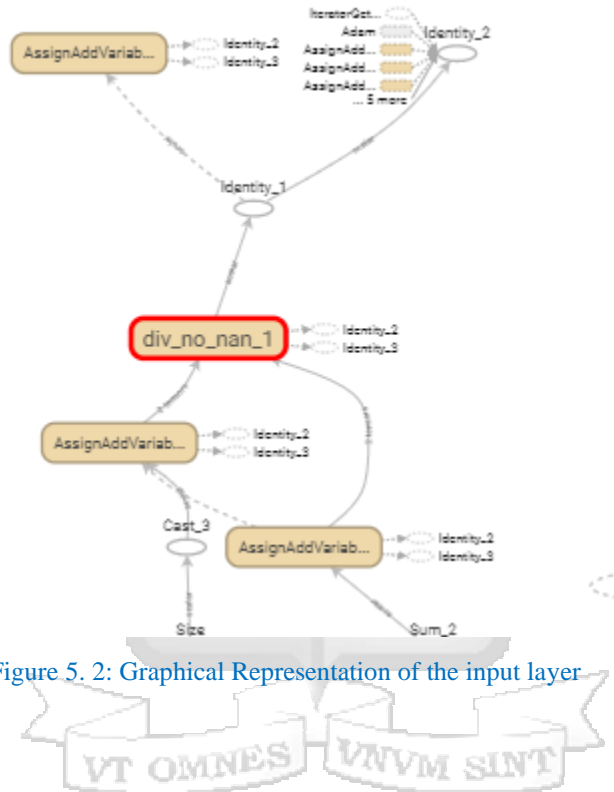 IteratorGet...
Adam
Identity_2
AssignAdd...
AssignAdd...
AssignAdd...
... 5 more
AssignAddVariab...
Identity_2
Identity_3
Identity_1
div_no_nan_1
Identity_2
Identity_3
AssignAddVariab...
Identity_2
Identity_3
Cast_3
AssignAddVariab...
Identity_2
Identity_3
Size
Sum_2
Figure 5. 2: Graphical Representation of the input layer
VT OMNES VNVM SINT